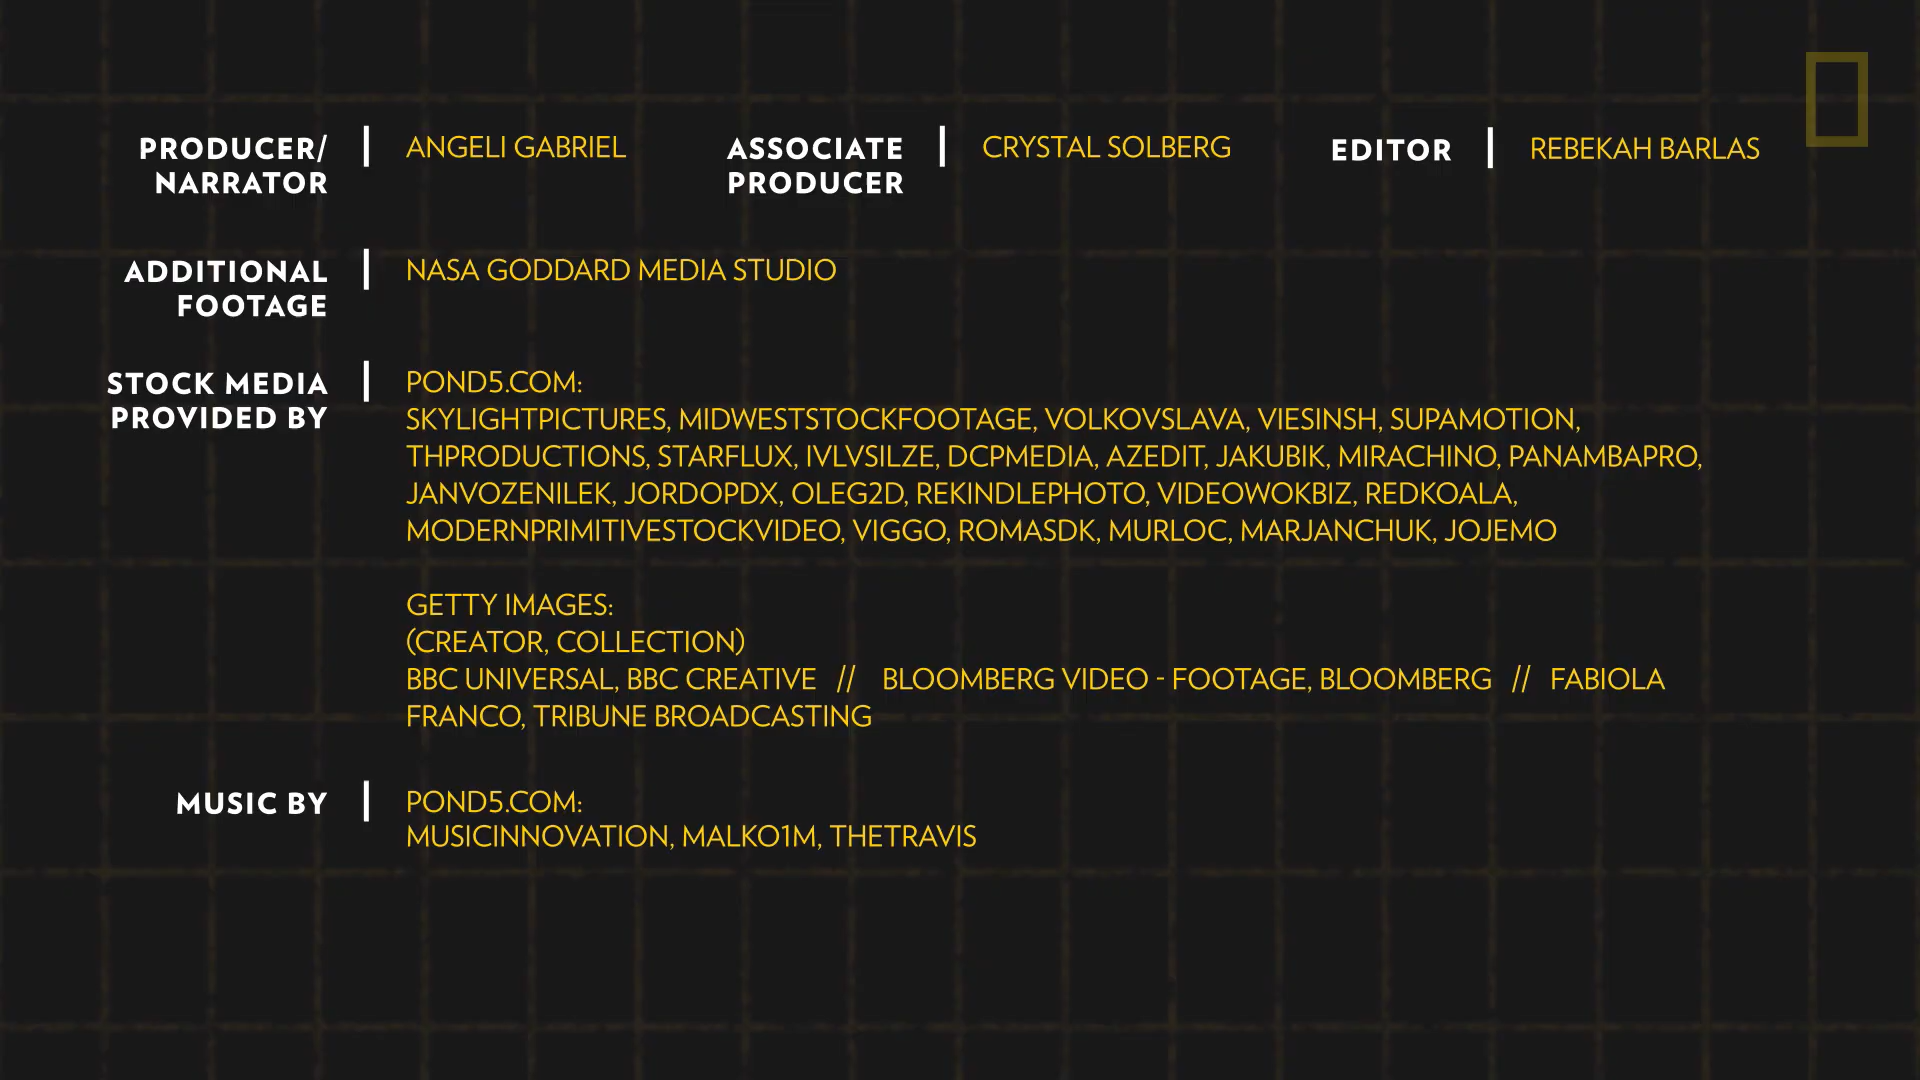 PRODUCER/ NARRATOR | ANGELI GABRIEL
ASSOCIATE PRODUCER | CRYSTAL SOLBERG
EDITOR | REBEKAH BARLAS
ADDITIONAL FOOTAGE | NASA GODDARD MEDIA STUDIO
STOCK MEDIA PROVIDED BY | POND5.COM:
SKYLIGHTPICTURES, MIDWESTSTOCKFOOTAGE, VOLKOVSLAVA, VIESINSH, SUPAMOTION,
THPRODUCTIONS, STARFLUX, IVLVSILZE, DCPMEDIA, AZEDIT, JAKUBIK, MIRACHINO, PANAMBAPRO,
JANVOZENILEK, JORDOPDX, OLEG2D, REKINDLEPHOTO, VIDEOWOKBIZ, REDKOALA,
MODERNPRIMITIVESTOCKVIDEO, VIGGO, ROMASDK, MURLOC, MARJANCHUK, JOJEMO
GETTY IMAGES:
(CREATOR, COLLECTION)
BBC UNIVERSAL, BBC CREATIVE // BLOOMBERG VIDEO - FOOTAGE, BLOOMBERG // FABIOLA
FRANCO, TRIBUNE BROADCASTING
MUSIC BY | POND5.COM:
MUSICINNOVATION, MALKO1M, THETRAVIS